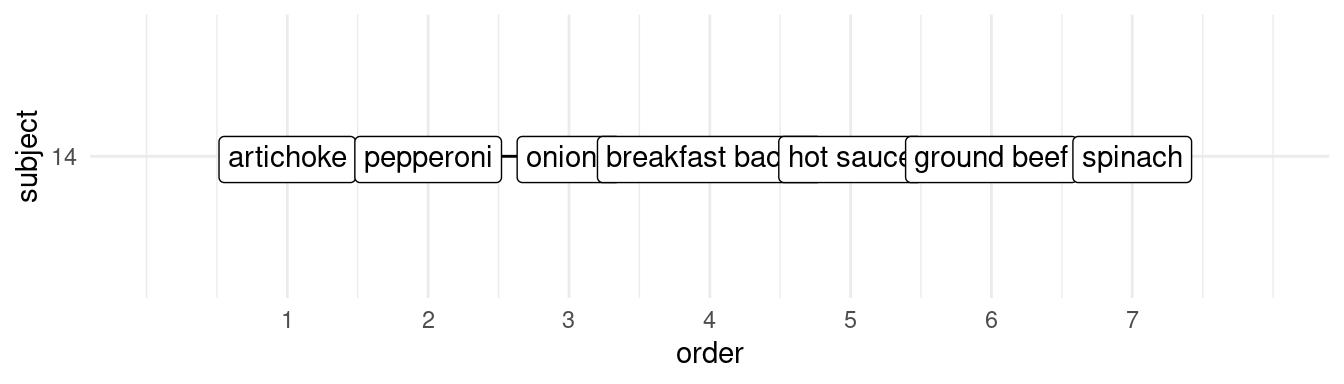 subject
14
artichoke pepperoni onion breakfast bac hot sauce ground beef spinach
1 2 3 4 5 6 7
order